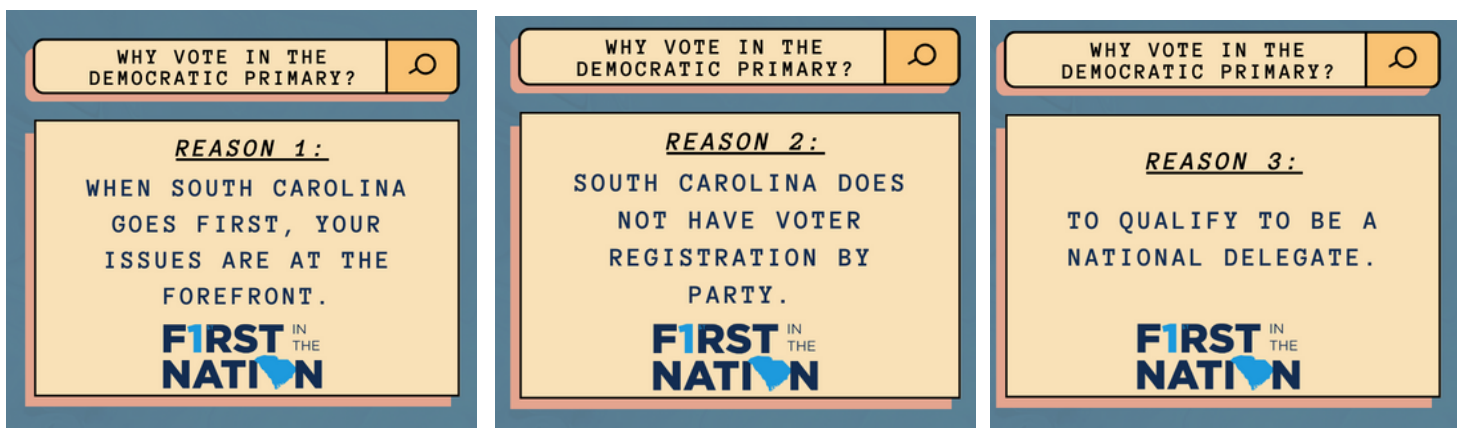 WHY VOTE IN THE
DEMOCRATIC PRIMARY?
REASON 1:
WHEN SOUTH CAROLINA
GOES FIRST, YOUR
ISSUES ARE AT THE
FOREFRONT.
F1RST IN THE
NATION
WHY VOTE IN THE
DEMOCRATIC PRIMARY?
REASON 2:
SOUTH CAROLINA DOES
NOT HAVE VOTER
REGISTRATION BY
PARTY.
F1RST IN THE
NATION
WHY VOTE IN THE
DEMOCRATIC PRIMARY?
REASON 3:
TO QUALIFY TO BE A
NATIONAL DELEGATE.
F1RST IN THE
NATION